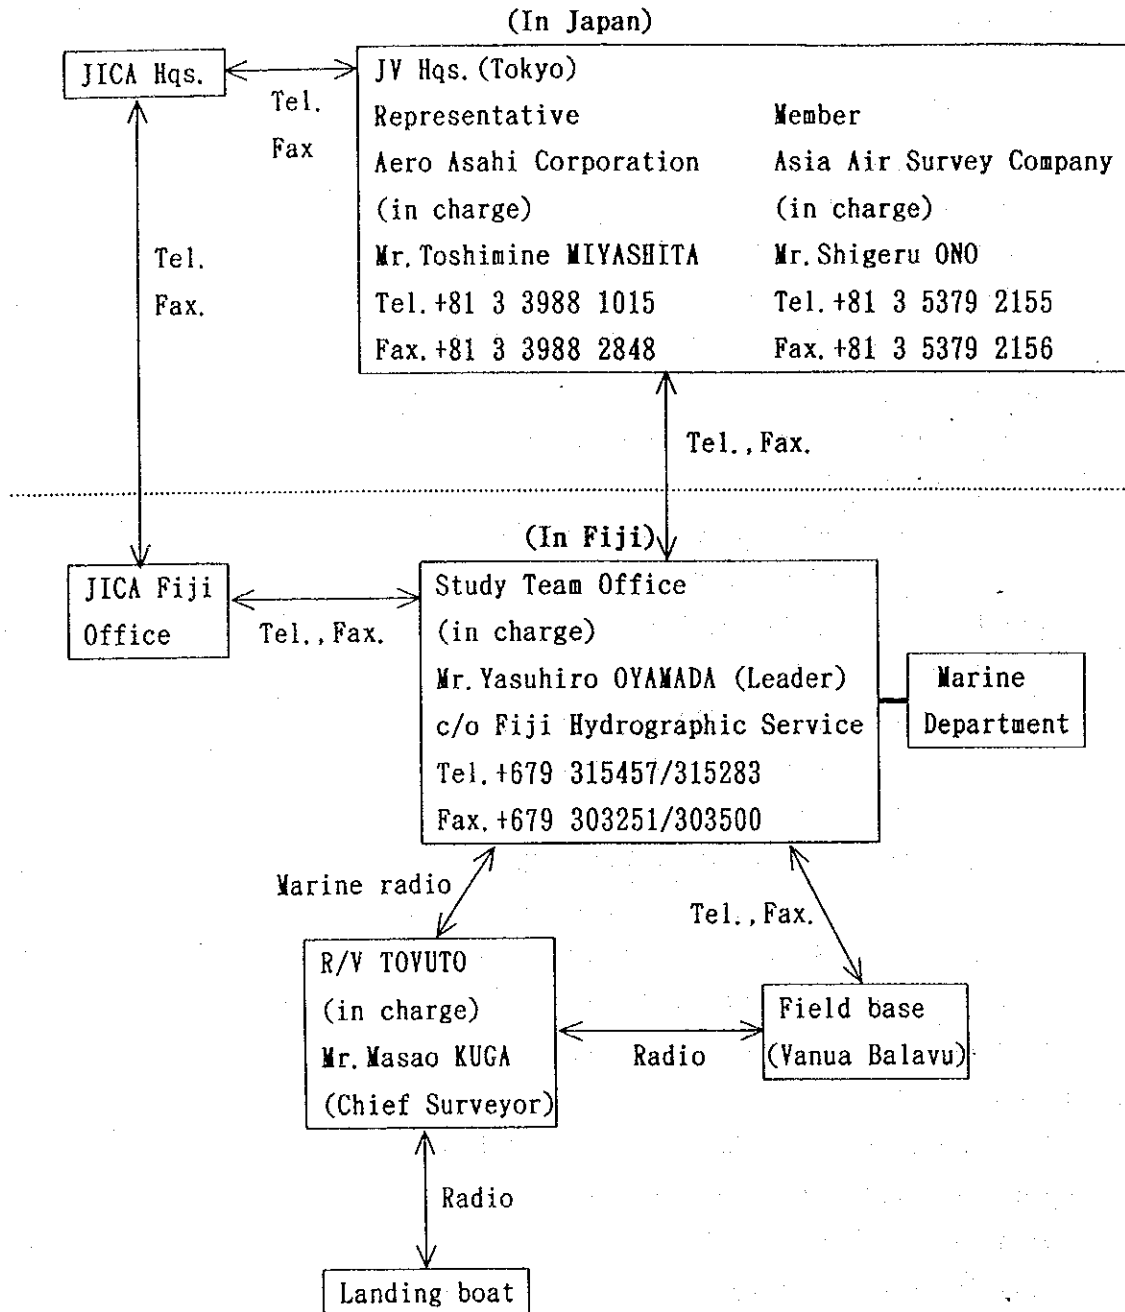 (In Japan)
JICA Hqs.
Tel.
Fax
JV Hqs.(Tokyo)
Representative Member
Aero Asahi Corporation Asia Air Survey Company
(in charge) (in charge)
Mr.Toshimine MIYASHITA Mr.Shigeru ONO
Tel.+81 3 3988 1015 Tel.+81 3 5379 2155
Fax.+81 3 3988 2848 Fax.+81 3 5379 2156
Tel.
Fax.
Tel.,Fax.
(In Fiji)
JICA Fiji
Office
Tel.,Fax.
Study Team Office
(in charge)
Mr.Yasuhiro OYAMADA (Leader)
c/o Fiji Hydrographic Service
Tel.+679 315457/315283
Fax.+679 303251/303500
Marine
Department
Marine radio
Tel.,Fax.
R/V TOVUTO
(in charge)
Mr.Masao KUGA
(Chief Surveyor)
Radio
Field base
(Vanua Balavu)
Radio
Landing boat